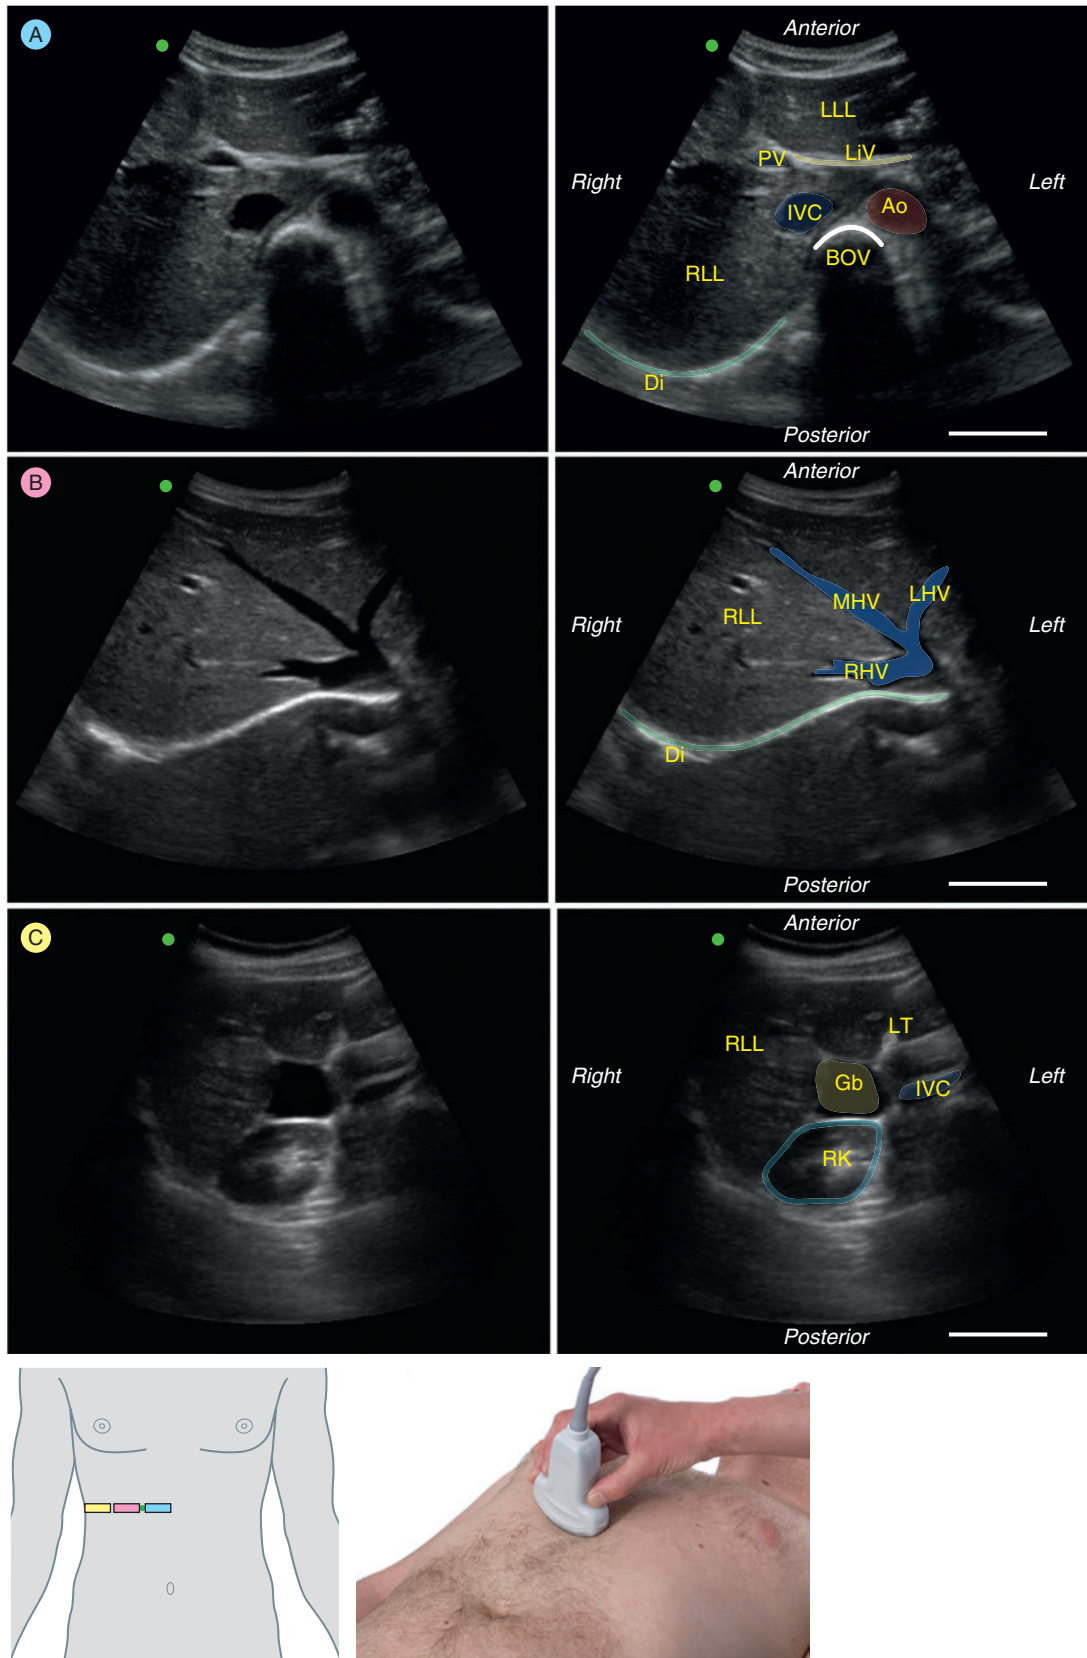 A
Anterior
LLL
PV
LiV
Right
Left
IVC
Ao
BOV
RLL
Di
Posterior
B
Anterior
MHV
LHV
RLL
Right
Left
RHV
Di
Posterior
C
Anterior
LT
RLL
Right
Left
Gb
IVC
RK
Posterior